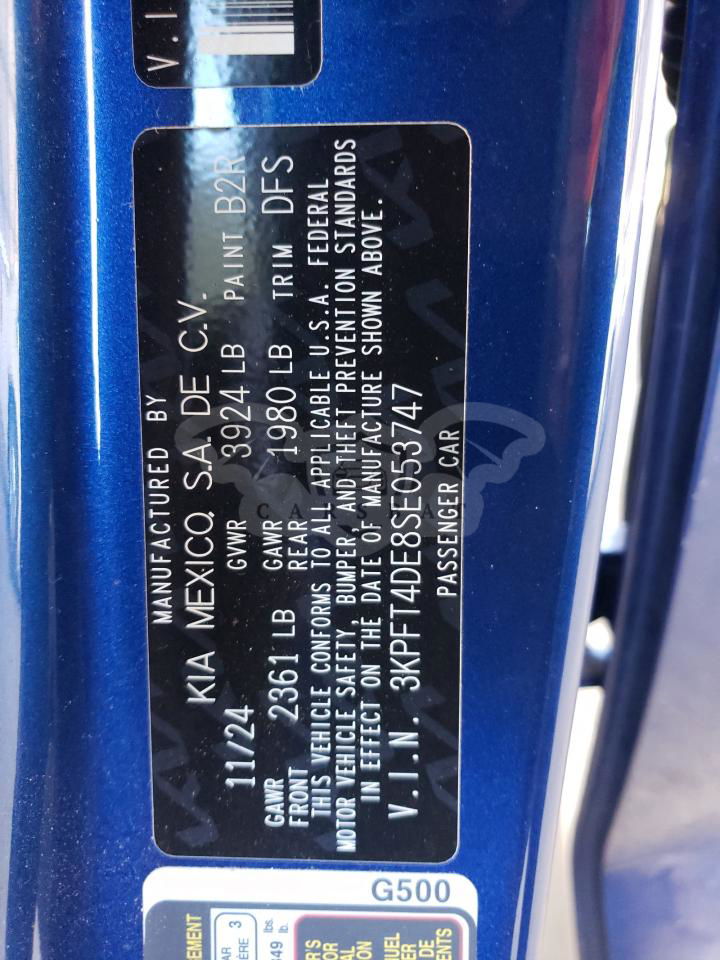 V.I.
MANUFACTURED BY
KIA MEXICO, S.A. DE C.V.
11/24 GVWR 3924 LB PAINT B2R
GAWR FRONT 2361 LB GAWR REAR 1980 LB TRIM DFS
THIS VEHICLE CONFORMS TO ALL APPLICABLE U.S.A. FEDERAL
MOTOR VEHICLE SAFETY, BUMPER, AND THEFT PREVENTION STANDARDS
IN EFFECT ON THE DATE OF MANUFACTURE SHOWN ABOVE.
V.I.N. 3KPFT4DE8SE053747
PASSENGER CAR
G500